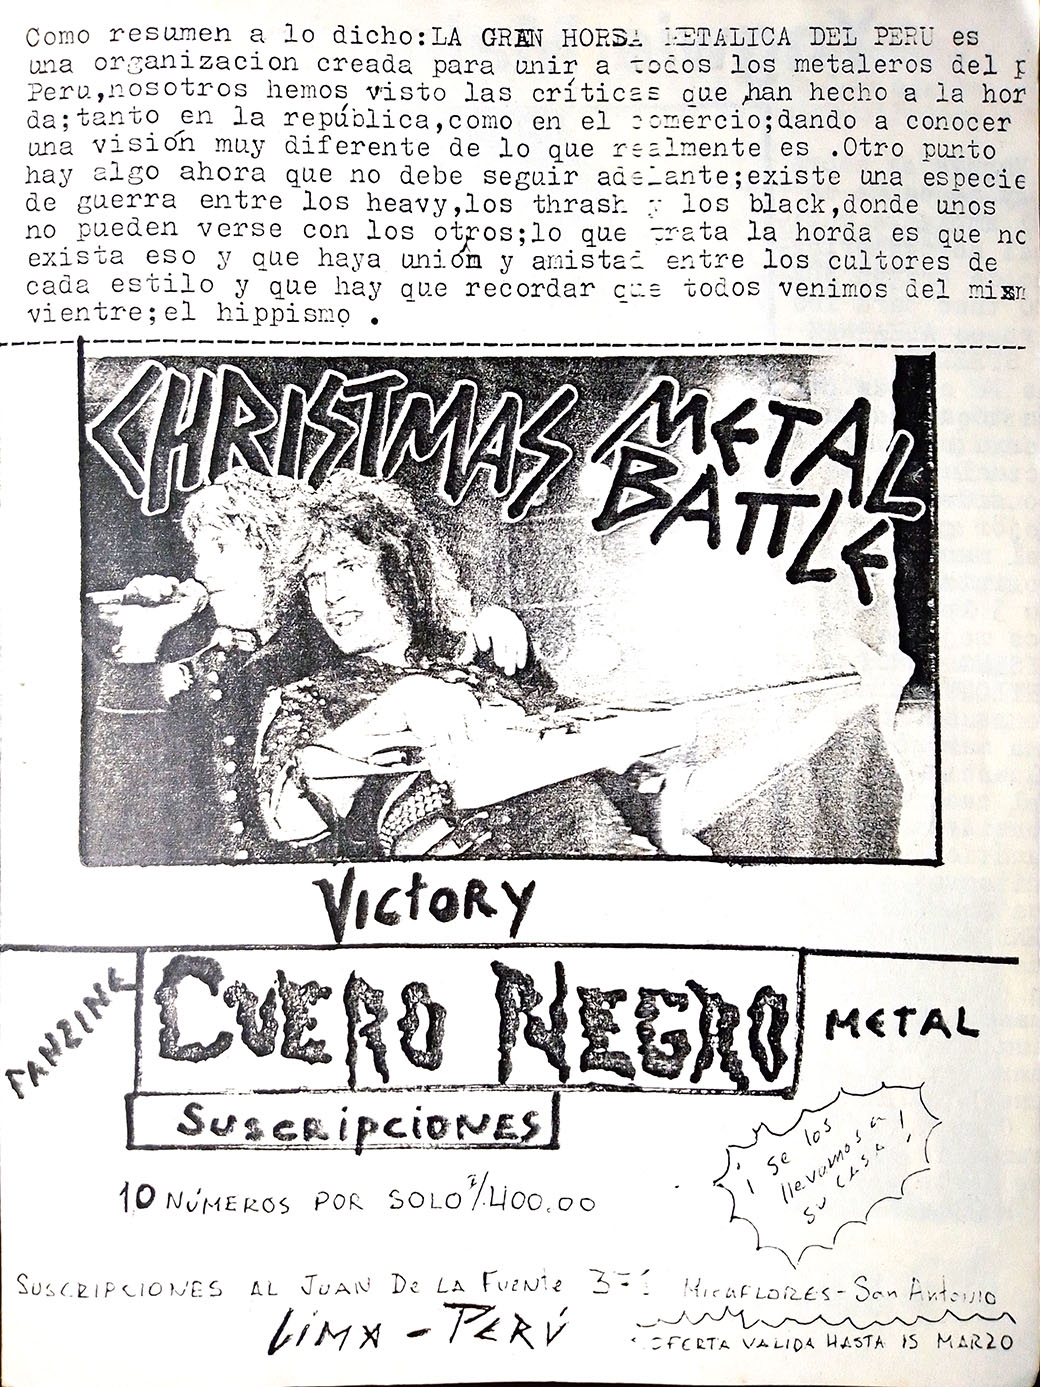 Como resumen a lo dicho:LA GRAN HORSA METALICA DEL PERU es
una organizacion creada para unir a todos los metaleros del p
Peru,nosotros hemos visto las críticas que han hecho a la hor
da;tanto en la república,como en el comercio;dando a conocer
una visión muy diferente de lo que realmente es .Otro punto
hay algo ahora que no debe seguir adelante;existe una especie
de guerra entre los heavy,los thrash y los black,donde unos
no pueden verse con los otros;lo que trata la horda es que no
exista eso y que haya unión y amistad entre los cultores de
cada estilo y que hay que recordar que todos venimos del mism
vientre;el hippismo .
CHRISTMAS METAL
BATTLE
VICTORY
FANZINE
CUERO NEGRO
METAL
SUSCRIPCIONES
¡ Se los
llevamos a
SU CASA !
10 NÚMEROS POR SOLO I/.400.00
SUSCRIPCIONES AL JUAN De LA FUENTE MIRAFLORES - San Antonio
LIMA - PERÚ
OFERTA VALIDA HASTA 15 MARZO